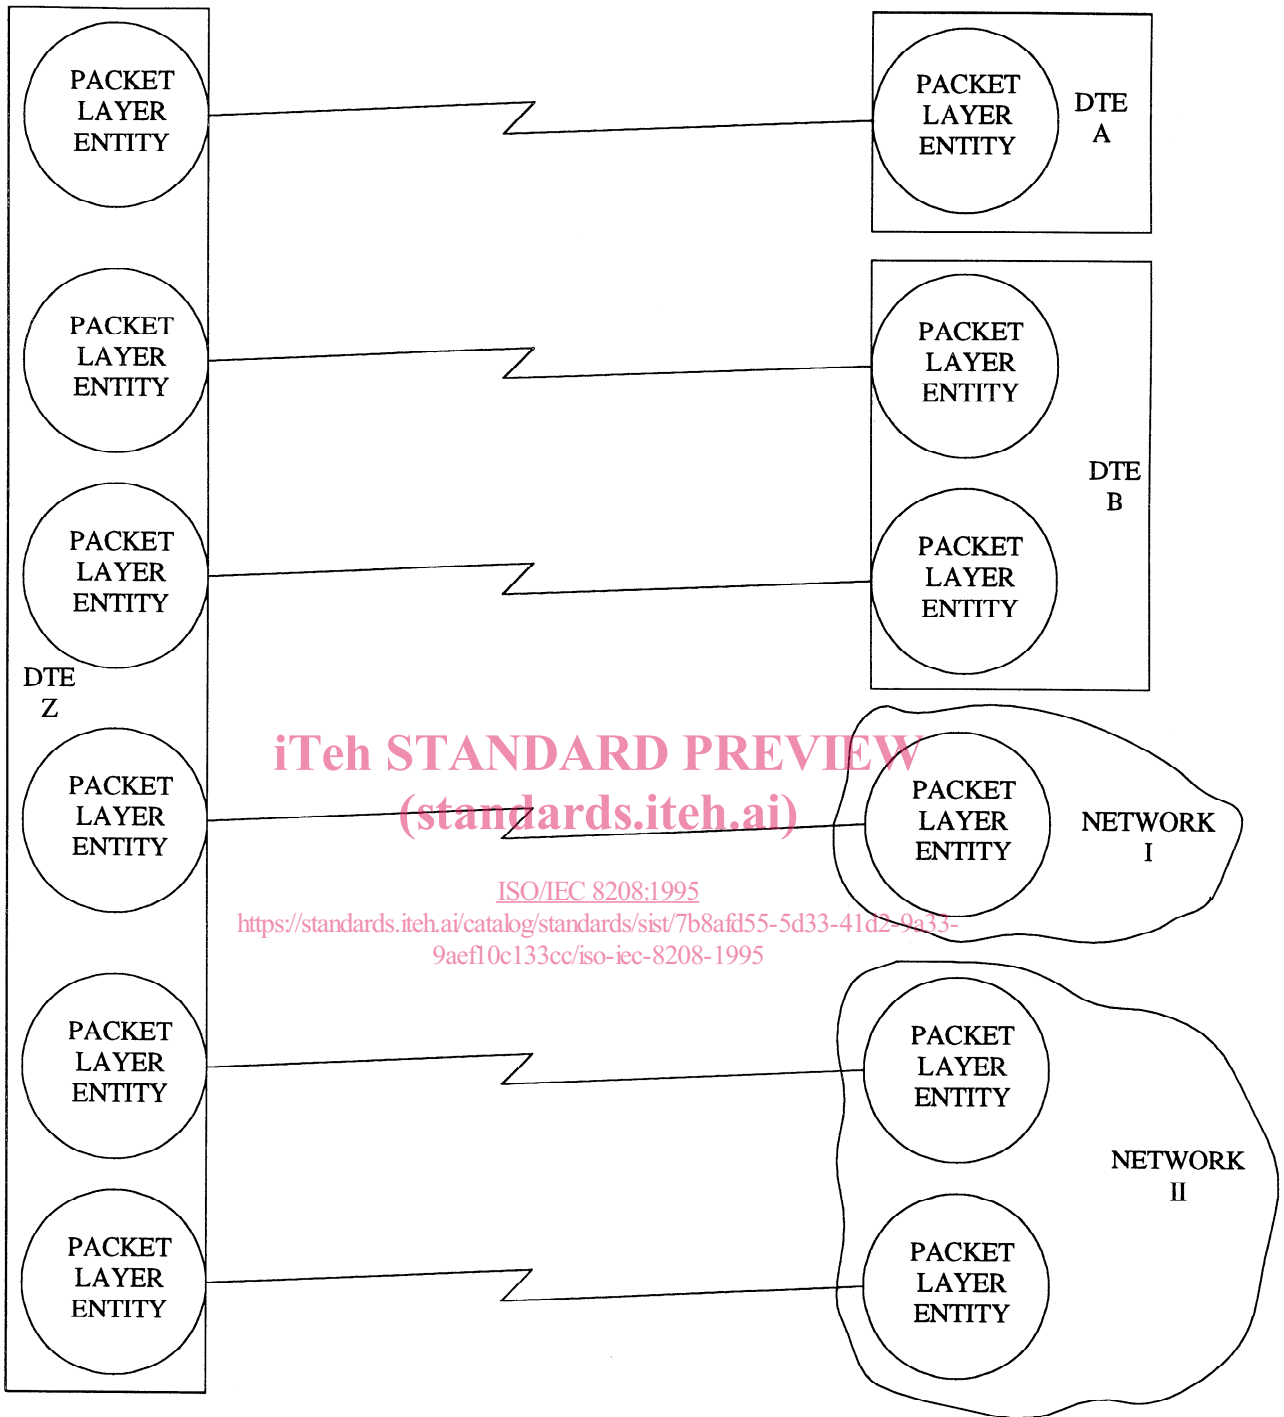 PACKET
LAYER
ENTITY
PACKET
LAYER
ENTITY
DTE
A
PACKET
LAYER
ENTITY
PACKET
LAYER
ENTITY
PACKET
LAYER
ENTITY
PACKET
LAYER
ENTITY
DTE
B
DTE
Z
PACKET
LAYER
ENTITY
PACKET
LAYER
ENTITY
NETWORK
I
iTeh STANDARD PREVIEW
(standards.iteh.ai)
ISO/IEC 8208:1995
https://standards.iteh.ai/catalog/standards/sist/7b8afd55-5d33-41d2-9a33-
9aef10c133cc/iso-iec-8208-1995
PACKET
LAYER
ENTITY
PACKET
LAYER
ENTITY
PACKET
LAYER
ENTITY
PACKET
LAYER
ENTITY
NETWORK
II